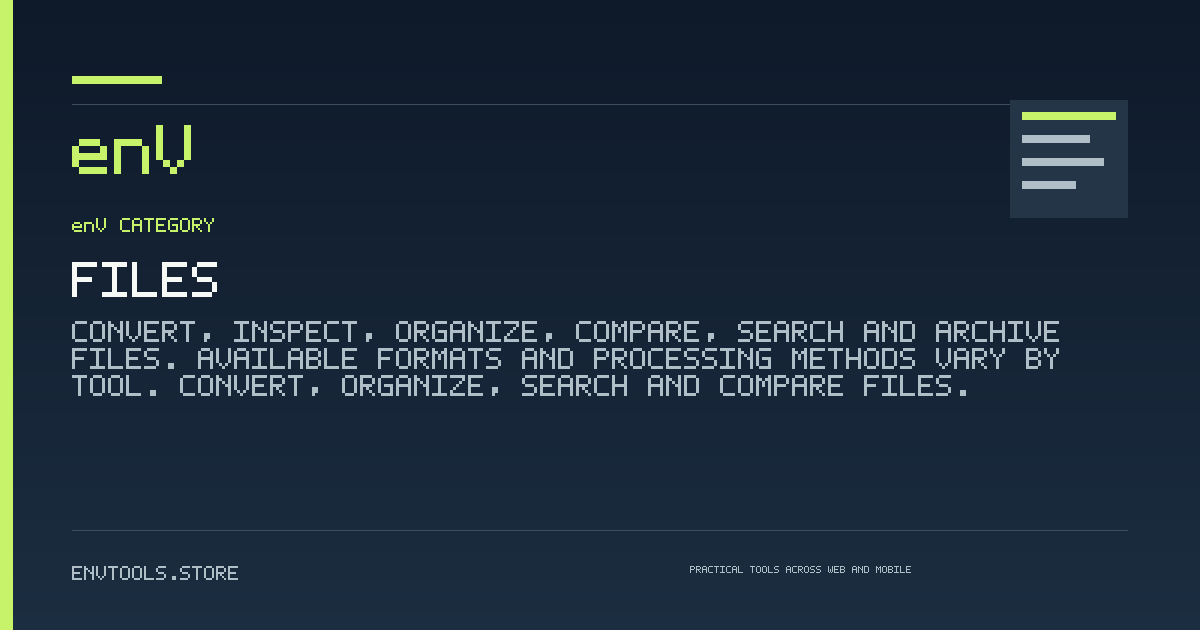 enV
enV CATEGORY
FILES
CONVERT, INSPECT, ORGANIZE, COMPARE, SEARCH AND ARCHIVE
FILES. AVAILABLE FORMATS AND PROCESSING METHODS VARY BY
TOOL. CONVERT, ORGANIZE, SEARCH AND COMPARE FILES.
ENVTOOLS.STORE
PRACTICAL TOOLS ACROSS WEB AND MOBILE